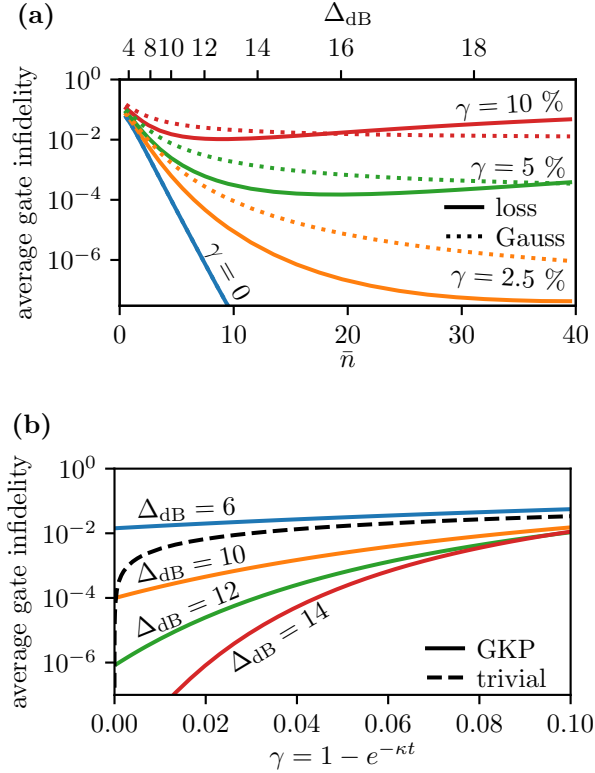 (a)
Δ_dB
4 8 10 12 14 16 18
average gate infidelity
10^0
10^−2
10^−4
10^−6
γ = 10 %
γ = 5 %
γ = 2.5 %
γ = 0
loss
Gauss
0 10 20 30 40
n̄
(b)
average gate infidelity
10^0
10^−2
10^−4
10^−6
Δ_dB = 6
Δ_dB = 10
Δ_dB = 12
Δ_dB = 14
GKP
trivial
0.00 0.02 0.04 0.06 0.08 0.10
γ = 1 − e^{−κt}